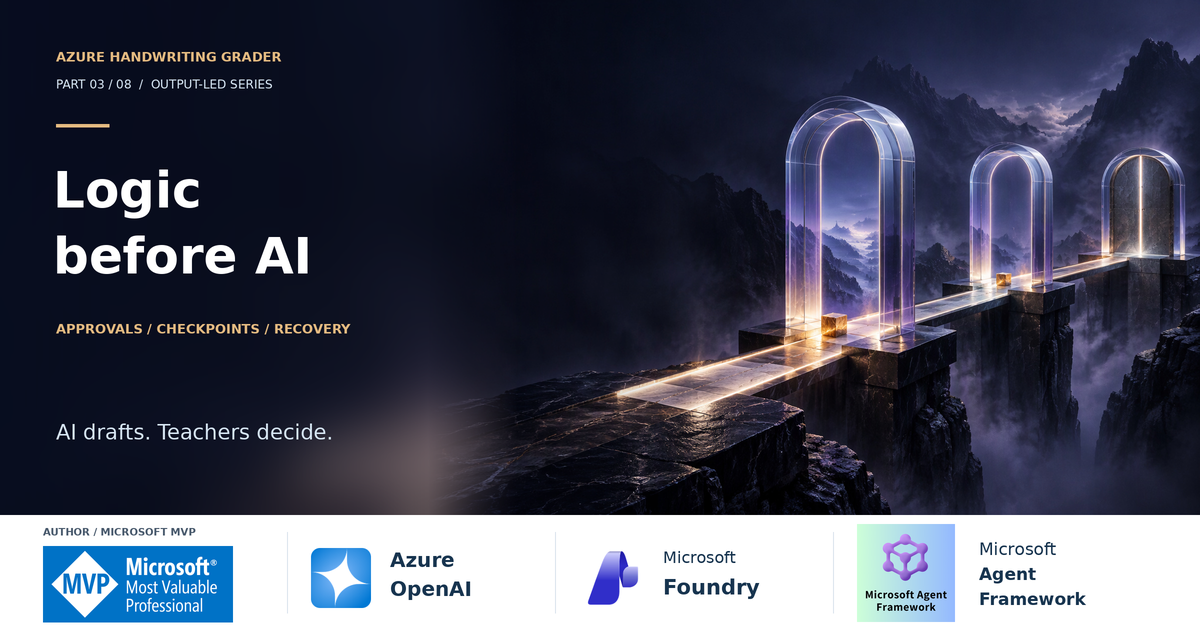 AZURE HANDWRITING GRADER
PART 03 / 08 / OUTPUT-LED SERIES
Logic
before AI
APPROVALS / CHECKPOINTS / RECOVERY
AI drafts. Teachers decide.
AUTHOR / MICROSOFT MVP
MVP
Microsoft®
Most Valuable
Professional
Azure
OpenAI
Microsoft
Foundry
Microsoft Agent
Framework
Microsoft
Agent
Framework